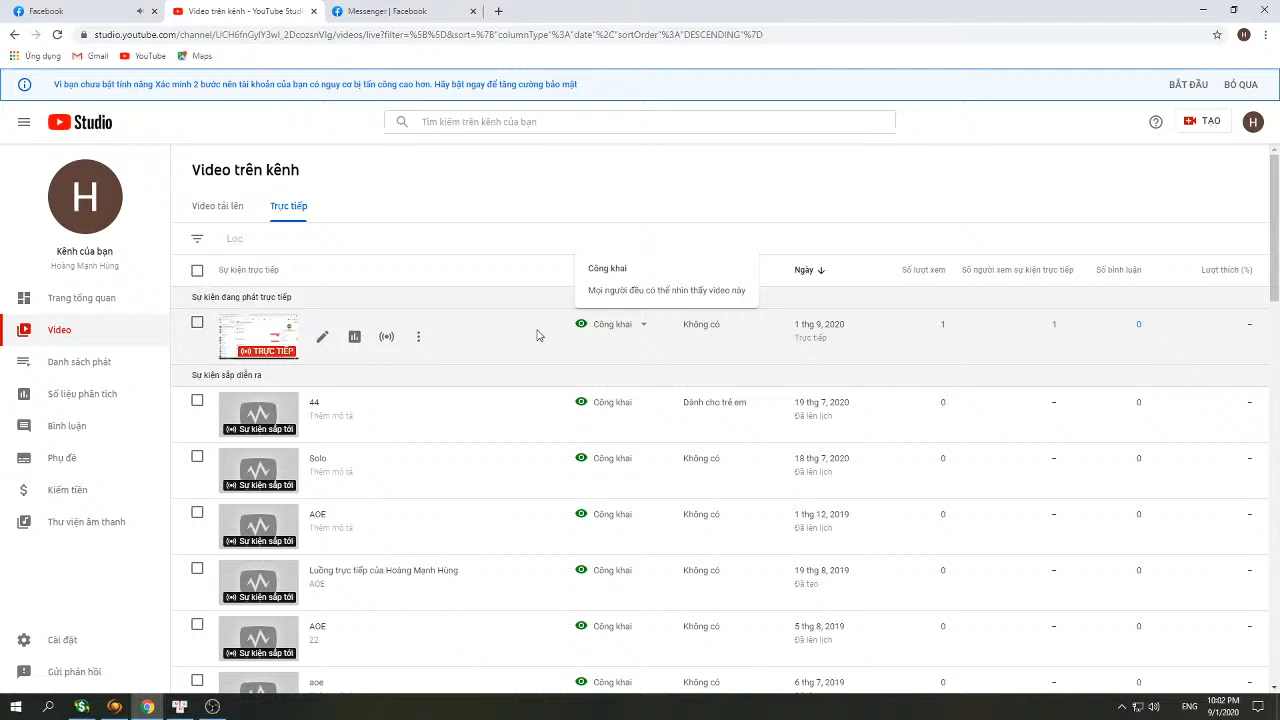 Facebook
Video trên kênh - YouTube Studi
Messenger | Facebook
studio.youtube.com/channel/UCH6fnGyIY3wI_2DcozsnVIg/videos/live?filter=%5B%5D&sort=%7B"columnType"%3A"date"%2C"sortOrder"%3A"DESCENDING"%7D
H
Ứng dụng
Gmail
YouTube
Maps
Vì bạn chưa bật tính năng Xác minh 2 bước nên tài khoản của bạn có nguy cơ bị tấn công cao hơn. Hãy bật ngay để tăng cường bảo mật
BẮT ĐẦU
BỎ QUA
Studio
Tìm kiếm trên kênh của bạn
TẠO
H
H
Kênh của bạn
Hoàng Mạnh Hùng
Trang tổng quan
Video
Danh sách phát
Số liệu phân tích
Bình luận
Phụ đề
Kiếm tiền
Thư viện âm thanh
Cài đặt
Gửi phản hồi
Video trên kênh
Video tải lên
Trực tiếp
Lọc
Sự kiện trực tiếp
Công khai
Mọi người đều có thể nhìn thấy video này
Ngày
Số lượt xem
Số người xem sự kiện trực tiếp
Số bình luận
Lượt thích (%)
Sự kiện đang phát trực tiếp
TRỰC TIẾP
Công khai
Không có
1 thg 9, 2020
1
1
0
–
Trực tiếp
Sự kiện sắp diễn ra
44
Công khai
Dành cho trẻ em
19 thg 7, 2020
0
–
0
–
Thêm mô tả
Đã lên lịch
Sự kiện sắp tới
Solo
Công khai
Không có
18 thg 7, 2020
0
–
0
–
Thêm mô tả
Đã lên lịch
Sự kiện sắp tới
AOE
Công khai
Không có
1 thg 12, 2019
0
–
0
–
Thêm mô tả
Đã lên lịch
Sự kiện sắp tới
Luồng trực tiếp của Hoàng Mạnh Hùng
Công khai
Không có
19 thg 8, 2019
0
–
0
–
AOE
Đã tạo
Sự kiện sắp tới
AOE
Công khai
Không có
5 thg 8, 2019
0
–
0
–
22
Đã lên lịch
Sự kiện sắp tới
aoe
Công khai
Không có
6 thg 7, 2019
0
–
0
–
ENG
10:02 PM
9/1/2020